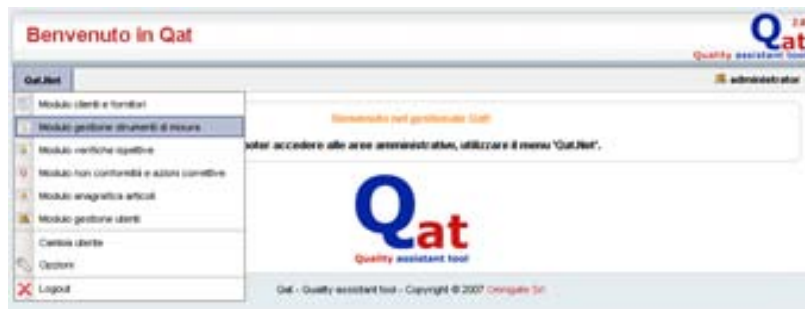 Benvenuto in Qat
Qat
Quality assistant tool
Qat.Net
administrator
Modulo clienti e fornitori
Modulo gestione strumenti di misura
Modulo verifiche ispettive
Modulo non conformità e azioni correttive
Modulo anagrafica articoli
Modulo gestione utenti
Cambia utente
Opzioni
Logout
Benvenuto nel gestionale Qat!
poter accedere alle aree amministrative, utilizzare il menu 'Qat.Net'.
Qat
Quality assistant tool
Qat - Quality assistant tool - Copyright © 2007